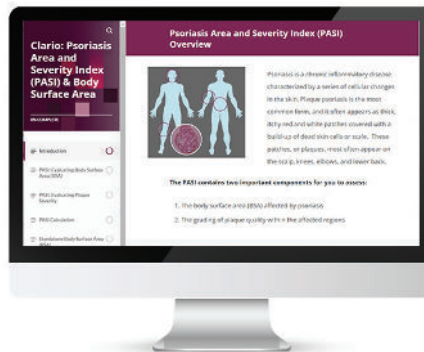 Clario: Psoriasis
Area and
Severity Index
(PASI) & Body
Surface Area
Introduction
PASI: Evaluating Body Surface
Area (BSA)
PASI: Evaluating Plaque
Severity
PASI Calculation
Standalone Body Surface Area
(BSA)
Psoriasis Area and Severity Index (PASI)
Overview
Psoriasis is a chronic inflammatory disease
characterized by a series of cellular changes
in the skin. Plaque psoriasis is the most
common form, and it often appears as thick,
itchy red and white patches covered with a
build-up of dead skin cells or scale. These
patches, or plaques, most often appear on
the scalp, knees, elbows, and lower back.
The PASI contains two important components for you to assess:
1. The body surface area (BSA) affected by psoriasis
2. The grading of plaque quality within the affected regions